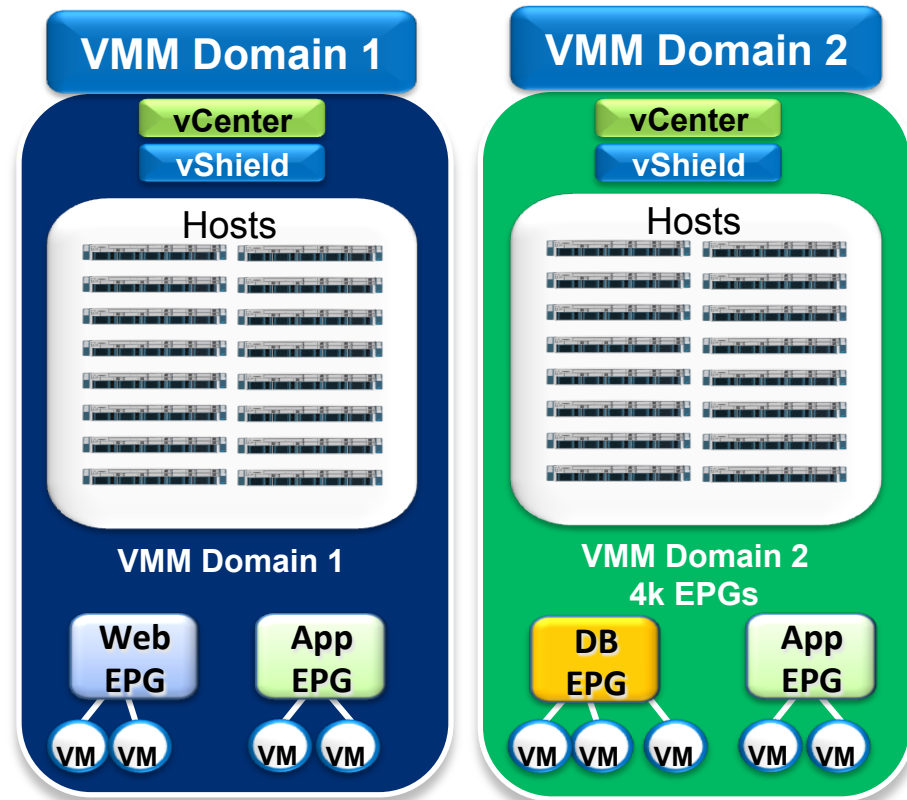 VMM Domain 1
vCenter
vShield
Hosts
VMM Domain 1
Web
EPG
App
EPG
VM
VM
VM
VM
VMM Domain 2
vCenter
vShield
Hosts
VMM Domain 2
4k EPGs
DB
EPG
App
EPG
VM
VM
VM
VM
VM